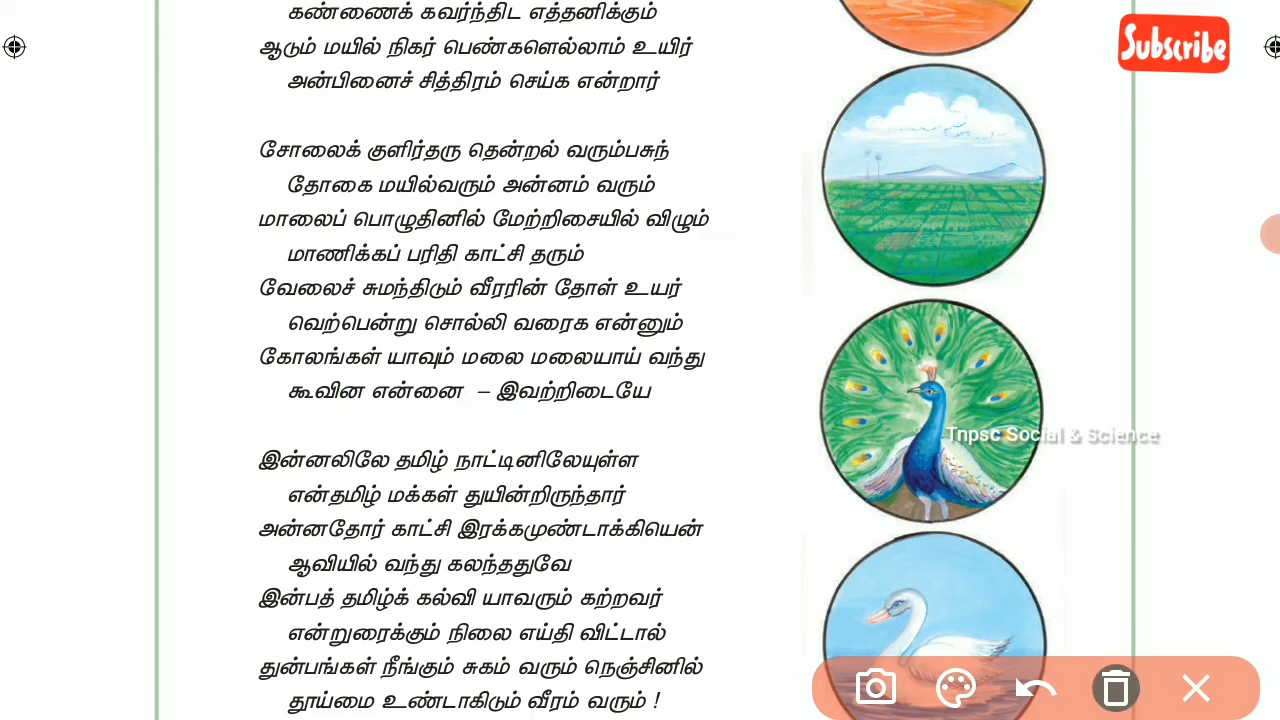 கண்ணைக் கவர்ந்திட எத்தனிக்கும்
ஆடும் மயில் நிகர் பெண்களெல்லாம் உயிர்
அன்பினைச் சித்திரம் செய்க என்றார்
சோலைக் குளிர்தரு தென்றல் வரும்பசுந்
தோகை மயில்வரும் அன்னம் வரும்
மாலைப் பொழுதினில் மேற்றிசையில் விழும்
மாணிக்கப் பரிதி காட்சி தரும்
வேலைச் சுமந்திடும் வீரரின் தோள் உயர்
வெற்பென்று சொல்லி வரைக என்னும்
கோலங்கள் யாவும் மலை மலையாய் வந்து
கூவின என்னை – இவற்றிடையே
இன்னலிலே தமிழ் நாட்டினிலேயுள்ள
என்தமிழ் மக்கள் துயின்றிருந்தார்
அன்னதோர் காட்சி இரக்கமுண்டாக்கியென்
ஆவியில் வந்து கலந்ததுவே
இன்பத் தமிழ்க் கல்வி யாவரும் கற்றவர்
என்றுரைக்கும் நிலை எய்தி விட்டால்
துன்பங்கள் நீங்கும் சுகம் வரும் நெஞ்சினில்
தூய்மை உண்டாகிடும் வீரம் வரும் !
Subscribe
Tnpsc Social & Science